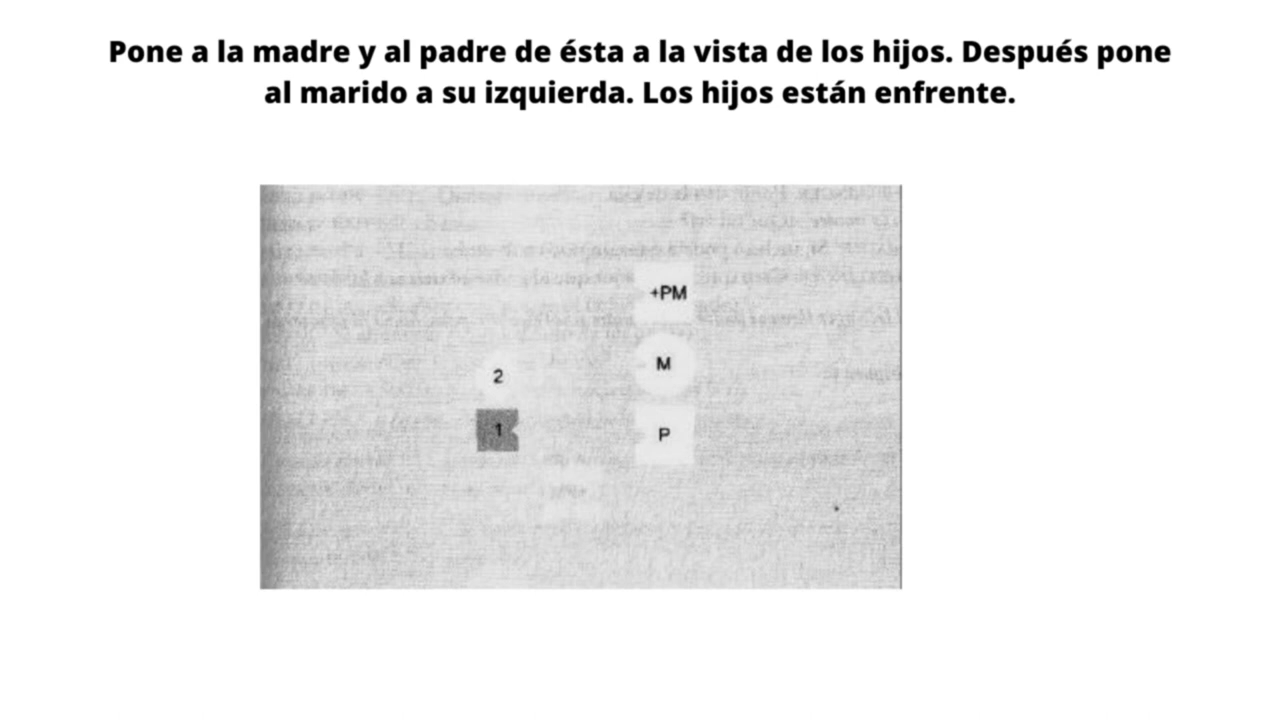 Pone a la madre y al padre de ésta a la vista de los hijos. Después pone
al marido a su izquierda. Los hijos están enfrente.
+PM
M
2
1
P